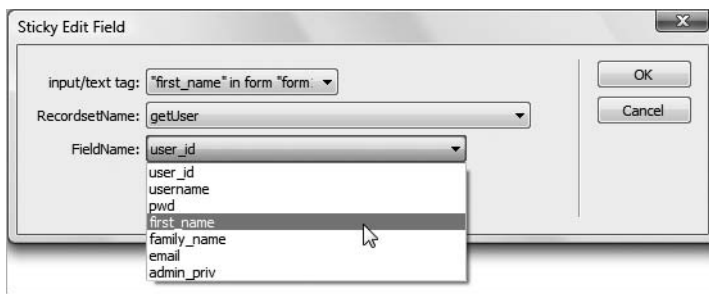 Sticky Edit Field
input/text tag: "first_name" in form "form:
OK
RecordsetName: getUser
Cancel
FieldName: user_id
user_id
username
pwd
first_name
family_name
email
admin_priv